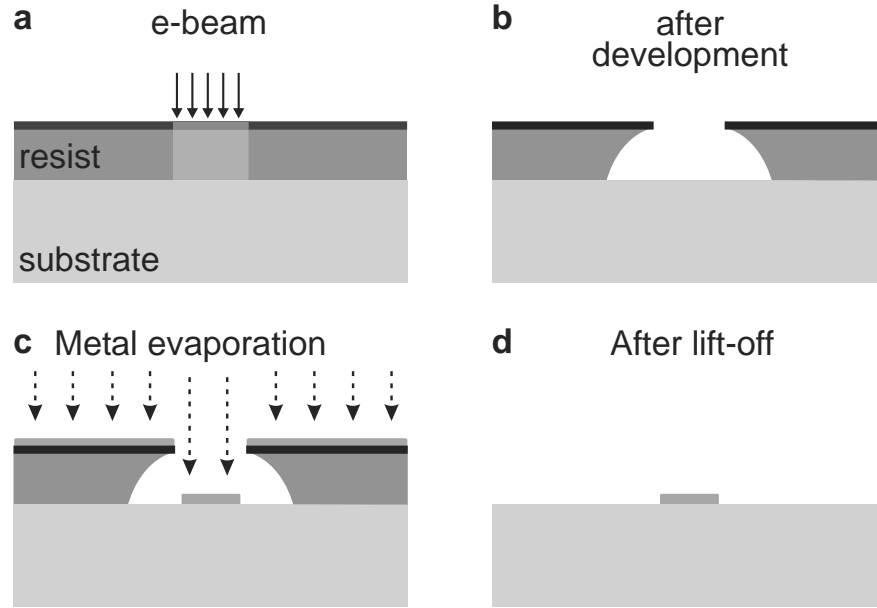 a
e-beam
resist
substrate
b
after
development
c Metal evaporation
d After lift-off